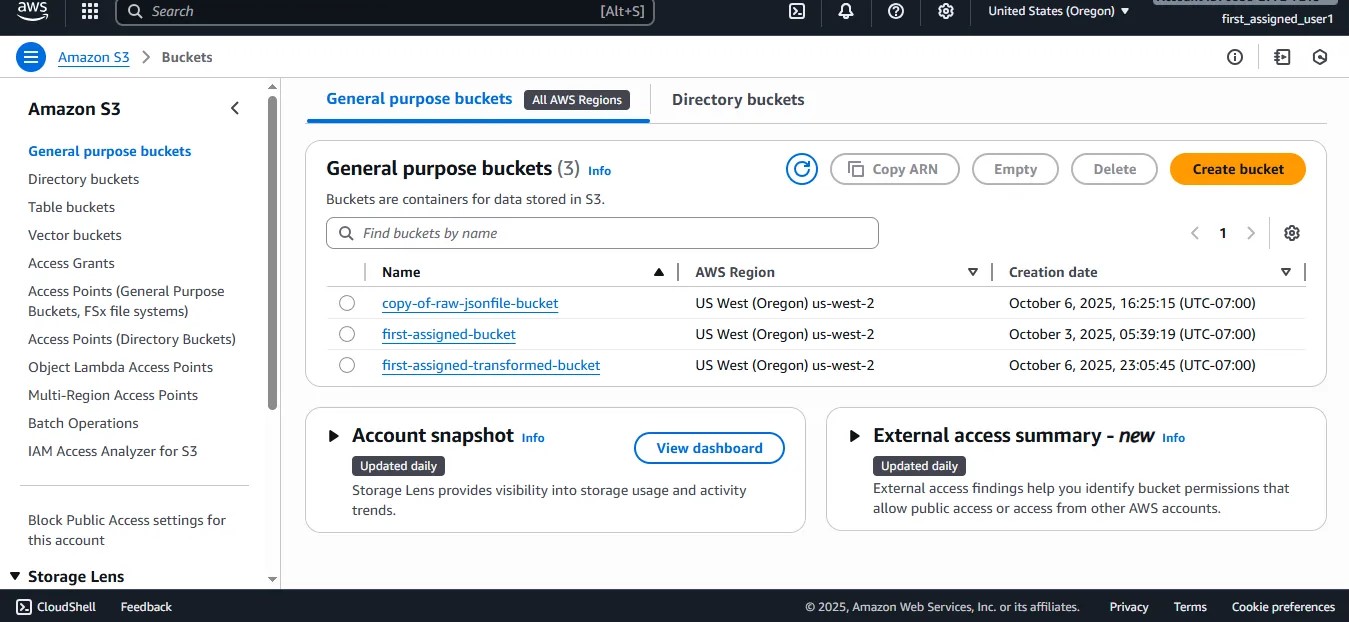 aws
Search [Alt+S]
United States (Oregon)
first_assigned_user1
Amazon S3 Buckets
Amazon S3
General purpose buckets
Directory buckets
Table buckets
Vector buckets
Access Grants
Access Points (General Purpose
Buckets, FSx file systems)
Access Points (Directory Buckets)
Object Lambda Access Points
Multi-Region Access Points
Batch Operations
IAM Access Analyzer for S3
Block Public Access settings for
this account
Storage Lens
General purpose buckets All AWS Regions Directory buckets
General purpose buckets (3) Info
Copy ARN Empty Delete Create bucket
Buckets are containers for data stored in S3.
Find buckets by name
1
Name AWS Region Creation date
copy-of-raw-jsonfile-bucket US West (Oregon) us-west-2 October 6, 2025, 16:25:15 (UTC-07:00)
first-assigned-bucket US West (Oregon) us-west-2 October 3, 2025, 05:39:19 (UTC-07:00)
first-assigned-transformed-bucket US West (Oregon) us-west-2 October 6, 2025, 23:05:45 (UTC-07:00)
Account snapshot Info
View dashboard
Updated daily
Storage Lens provides visibility into storage usage and activity
trends.
External access summary - new Info
Updated daily
External access findings help you identify bucket permissions that
allow public access or access from other AWS accounts.
CloudShell Feedback © 2025, Amazon Web Services, Inc. or its affiliates. Privacy Terms Cookie preferences